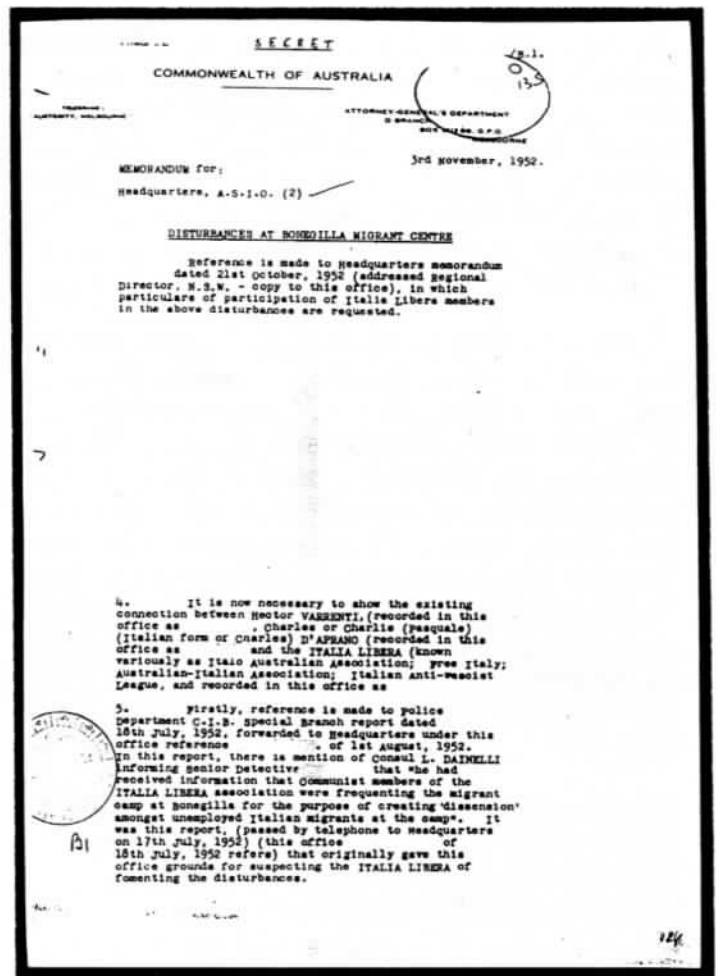 SECRET
/B.1.
COMMONWEALTH OF AUSTRALIA
O
135
ATTORNEY-GENERAL'S DEPARTMENT
D BRANCH
AUSTRALITY, MELBOURNE
3rd November, 1952.
MEMORANDUM for:
Headquarters, A.S.I.O. (2)
DISTURBANCES AT BONEGILLA MIGRANT CENTRE
Reference is made to Headquarters memorandum
dated 21st October, 1952 (addressed Regional
Director, N.S.W. - copy to this office), in which
particulars of participation of Italia Libera members
in the above disturbances are requested.
4. It is now necessary to show the existing
connection between Hector VARRENTI, (recorded in this
office as , Charles or Charlie (Pasquale)
(Italian form of Charles) D'APRANO (recorded in this
office as and the ITALIA LIBERA (known
variously as Italo Australian Association; Free Italy;
Australian-Italian Association; Italian Anti-Fascist
League, and recorded in this office as
5. Firstly, reference is made to Police
Department C.I.B. Special Branch report dated
18th July, 1952, forwarded to Headquarters under this
office reference . of 1st August, 1952.
In this report, there is mention of Consul L. DAINELLI
informing Senior Detective that "he had
received information that Communist members of the
ITALIA LIBERA association were frequenting the migrant
camp at Bonegilla for the purpose of creating 'dissension'
amongst unemployed Italian migrants at the camp". It
was this report, (passed by telephone to Headquarters
on 17th July, 1952) (this office of
18th July, 1952 refers) that originally gave this
office grounds for suspecting the ITALIA LIBERA of
fomenting the disturbances.
B1